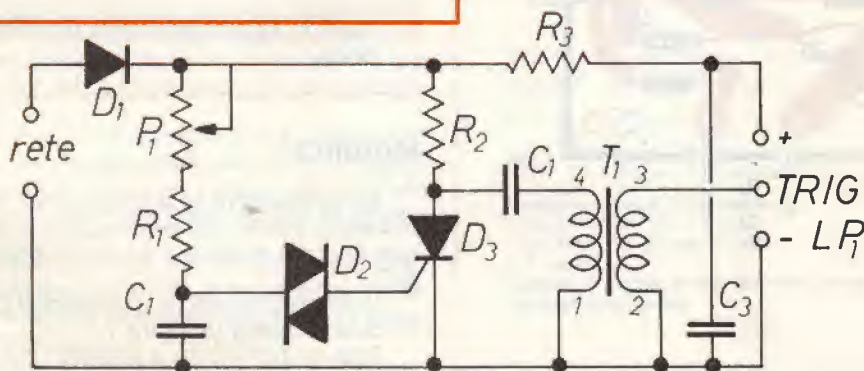 R3
D1
P1
rete
R2
C1
4
T1
3
+
TRIG
R1
D3
- LP1
D2
C1
1
2
C3